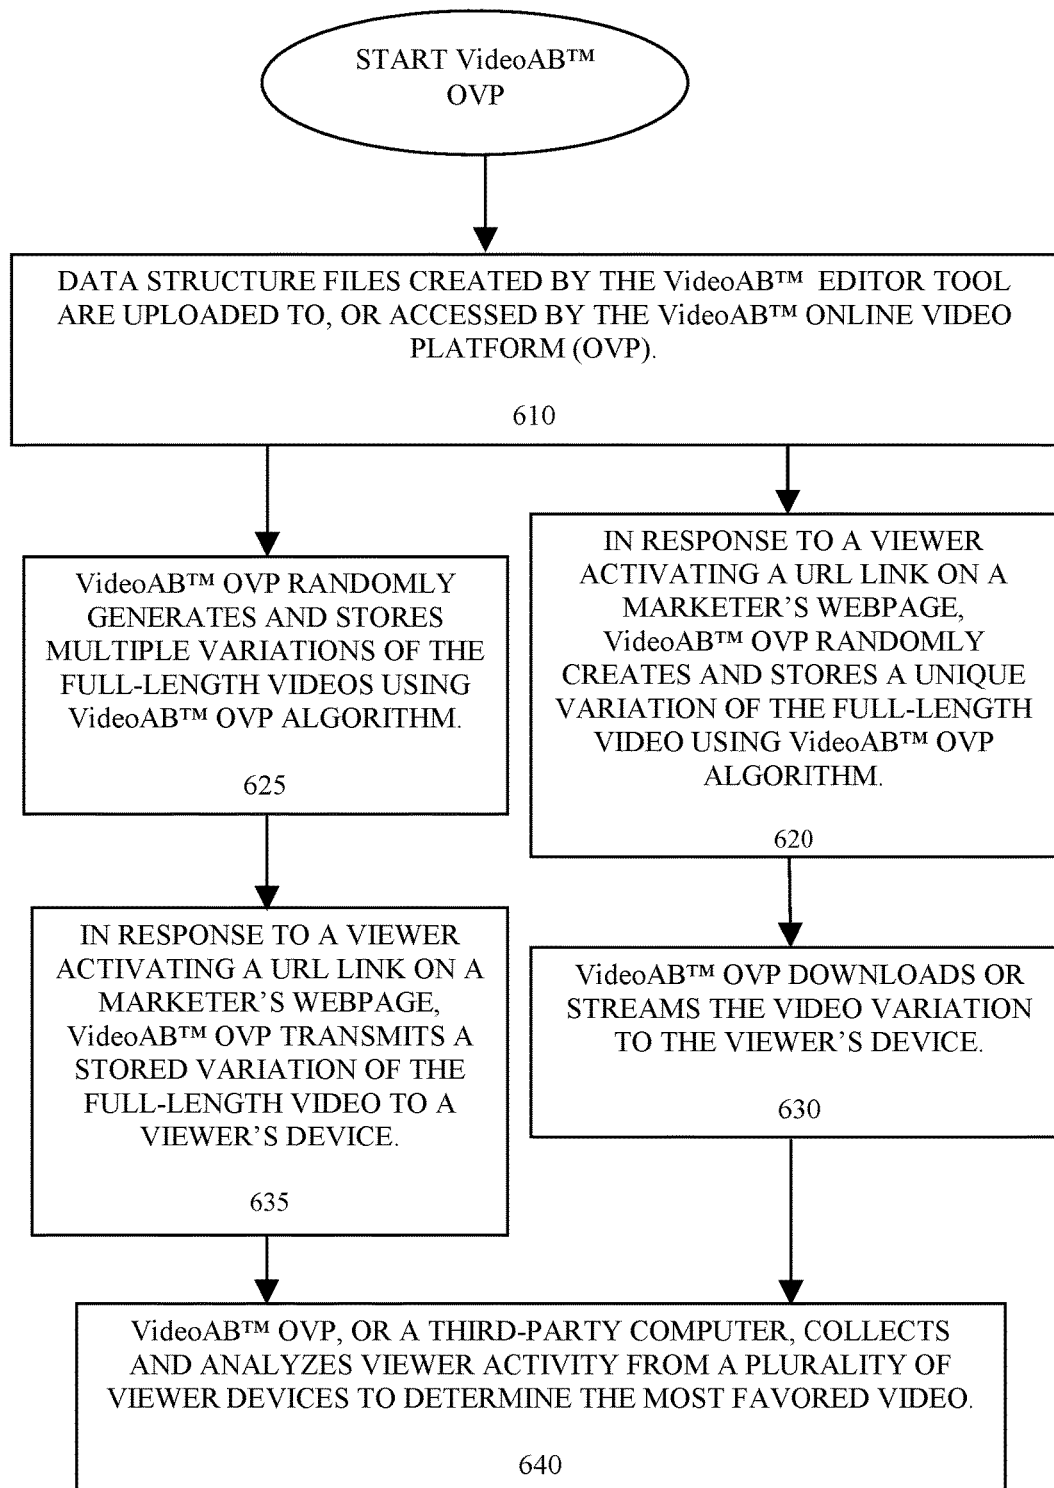 START VideoAB™
OVP
DATA STRUCTURE FILES CREATED BY THE VideoAB™ EDITOR TOOL
ARE UPLOADED TO, OR ACCESSED BY THE VideoAB™ ONLINE VIDEO
PLATFORM (OVP).
610
VideoAB™ OVP RANDOMLY
GENERATES AND STORES
MULTIPLE VARIATIONS OF THE
FULL-LENGTH VIDEOS USING
VideoAB™ OVP ALGORITHM.
625
IN RESPONSE TO A VIEWER
ACTIVATING A URL LINK ON A
MARKETER'S WEBPAGE,
VideoAB™ OVP TRANSMITS A
STORED VARIATION OF THE
FULL-LENGTH VIDEO TO A
VIEWER'S DEVICE.
635
IN RESPONSE TO A VIEWER
ACTIVATING A URL LINK ON A
MARKETER'S WEBPAGE,
VideoAB™ OVP RANDOMLY
CREATES AND STORES A UNIQUE
VARIATION OF THE FULL-LENGTH
VIDEO USING VideoAB™ OVP
ALGORITHM.
620
VideoAB™ OVP DOWNLOADS OR
STREAMS THE VIDEO VARIATION
TO THE VIEWER'S DEVICE.
630
VideoAB™ OVP, OR A THIRD-PARTY COMPUTER, COLLECTS
AND ANALYZES VIEWER ACTIVITY FROM A PLURALITY OF
VIEWER DEVICES TO DETERMINE THE MOST FAVORED VIDEO.
640